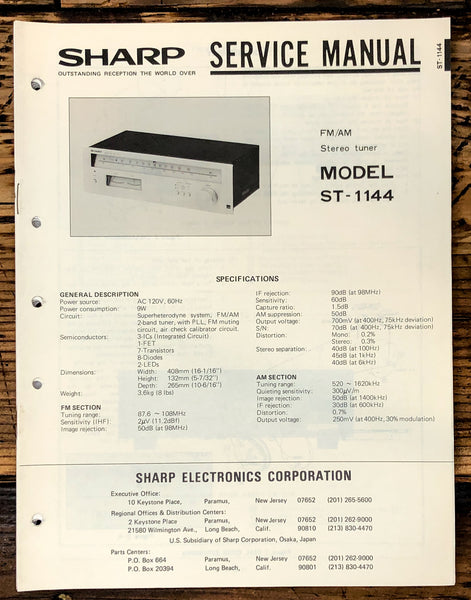 SHARP SERVICE MANUAL
OUTSTANDING RECEPTION THE WORLD OVER
ST-1144
FM/AM
Stereo tuner
MODEL
ST-1144
SPECIFICATIONS
GENERAL DESCRIPTION
Power source: AC 120V, 60Hz
Power consumption: 9W
Circuit: Superheterodyne system, FM/AM
2-band tuner, with PLL, FM muting
circuit, air check calibrator circuit.
Semiconductors: 3-ICs (Integrated Circuit)
1-FET
7-Transistors
8-Diodes
2-LEDs
Dimensions: Width: 408mm (16-1/16'')
Height: 132mm (5-7/32'')
Depth: 265mm (10-6/16'')
Weight: 3.6kg (8 lbs)
FM SECTION
Tuning range: 87.6 ~ 108MHz
Sensitivity (IHF): 2μV (11.2dBf)
Image rejection: 50dB (at 98MHz)
IF rejection: 90dB (at 98MHz)
Sensitivity: 60dB
Capture ratio: 1.5dB
AM suppression: 50dB
Output voltage: 700mV (at 400Hz, 75kHz deviation)
S/N: 70dB (at 400Hz, 75kHz deviation)
Distortion: Mono: 0.2%
Stereo: 0.3%
Stereo separation: 40dB (at 100Hz)
45dB (at 1kHz)
40dB (at 6kHz)
AM SECTION
Tuning range: 520 ~ 1620kHz
Quieting sensitivity: 300μV/m
Image rejection: 50dB (at 1400kHz)
IF rejection: 30dB (at 600kHz)
Distortion: 0.7%
Output voltage: 250mV (at 400Hz, 30% modulation)
SHARP ELECTRONICS CORPORATION
Executive Office:
10 Keystone Place, Paramus, New Jersey 07652 (201) 265-5600
Regional Offices & Distribution Centers:
2 Keystone Place Paramus, New Jersey 07652 (201) 262-9000
21580 Wilmington Ave., Long Beach, Calif. 90810 (213) 830-4470
U.S. Subsidiary of Sharp Corporation, Osaka, Japan
Parts Centers:
P.O. Box 664 Paramus, New Jersey 07652 (201) 262-9000
P.O. Box 20394 Long Beach, Calif. 90801 (213) 830-4470